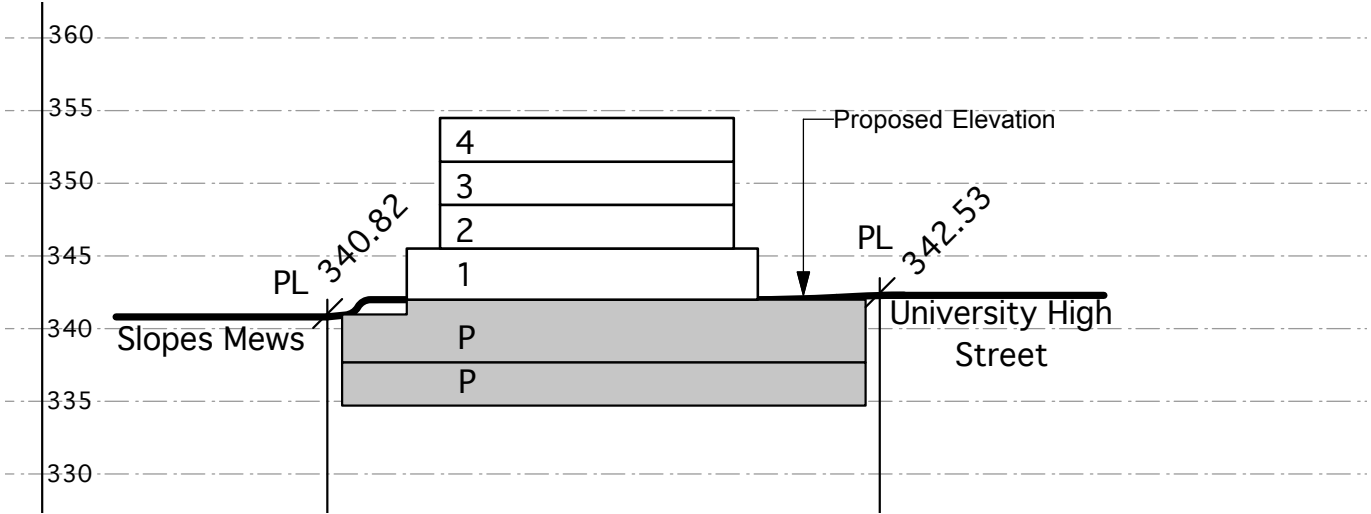 360
355
Proposed Elevation
4
350
3
340.82
342.53
2
PL
345
PL
1
340
University High
Slopes Mews
P
Street
P
335
330